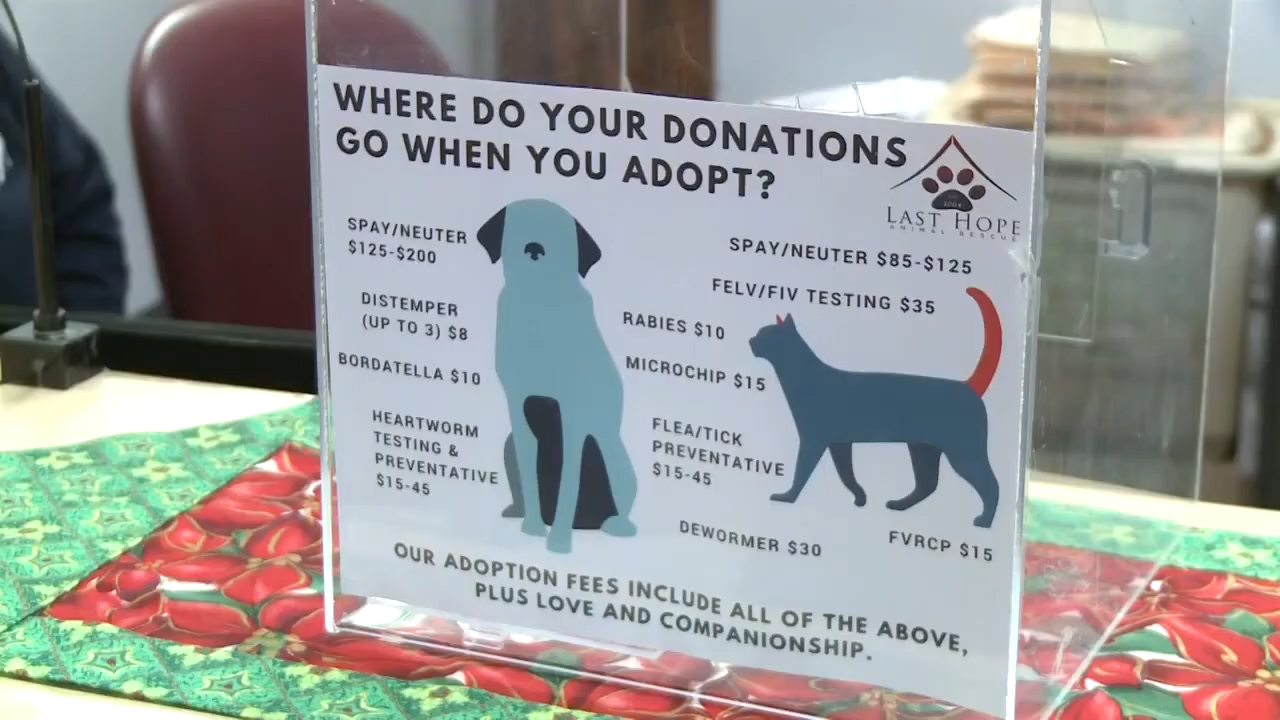 WHERE DO YOUR DONATIONS
GO WHEN YOU ADOPT?
2004
LAST HOPE
ANIMAL RESCUE
SPAY/NEUTER
$125-$200
DISTEMPER
(UP TO 3) $8
BORDATELLA $10
HEARTWORM
TESTING &
PREVENTATIVE
$15-45
SPAY/NEUTER $85-$125
FELV/FIV TESTING $35
RABIES $10
MICROCHIP $15
FLEA/TICK
PREVENTATIVE
$15-45
DEWORMER $30
FVRCP $15
OUR ADOPTION FEES INCLUDE ALL OF THE ABOVE,
PLUS LOVE AND COMPANIONSHIP.